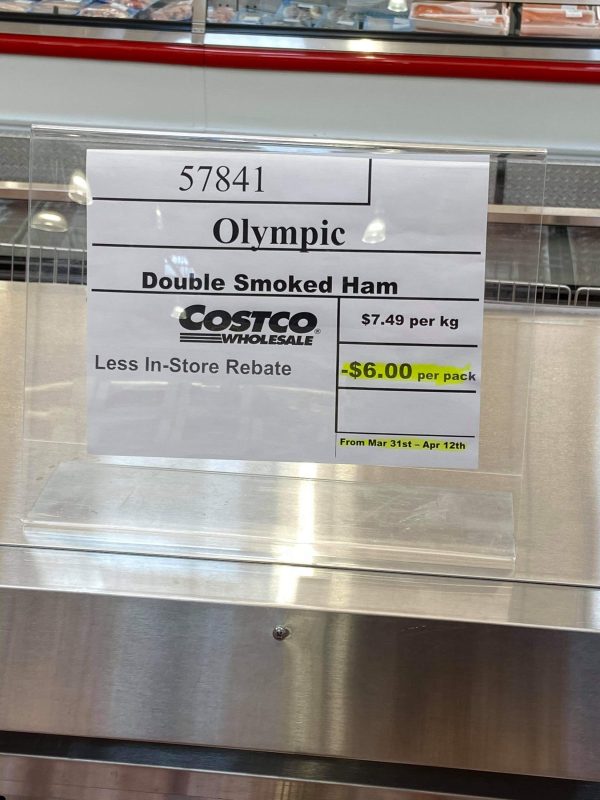 57841
Olympic
Double Smoked Ham
COSTCO
WHOLESALE
$7.49 per kg
Less In-Store Rebate
-$6.00 per pack
From Mar 31st – Apr 12th